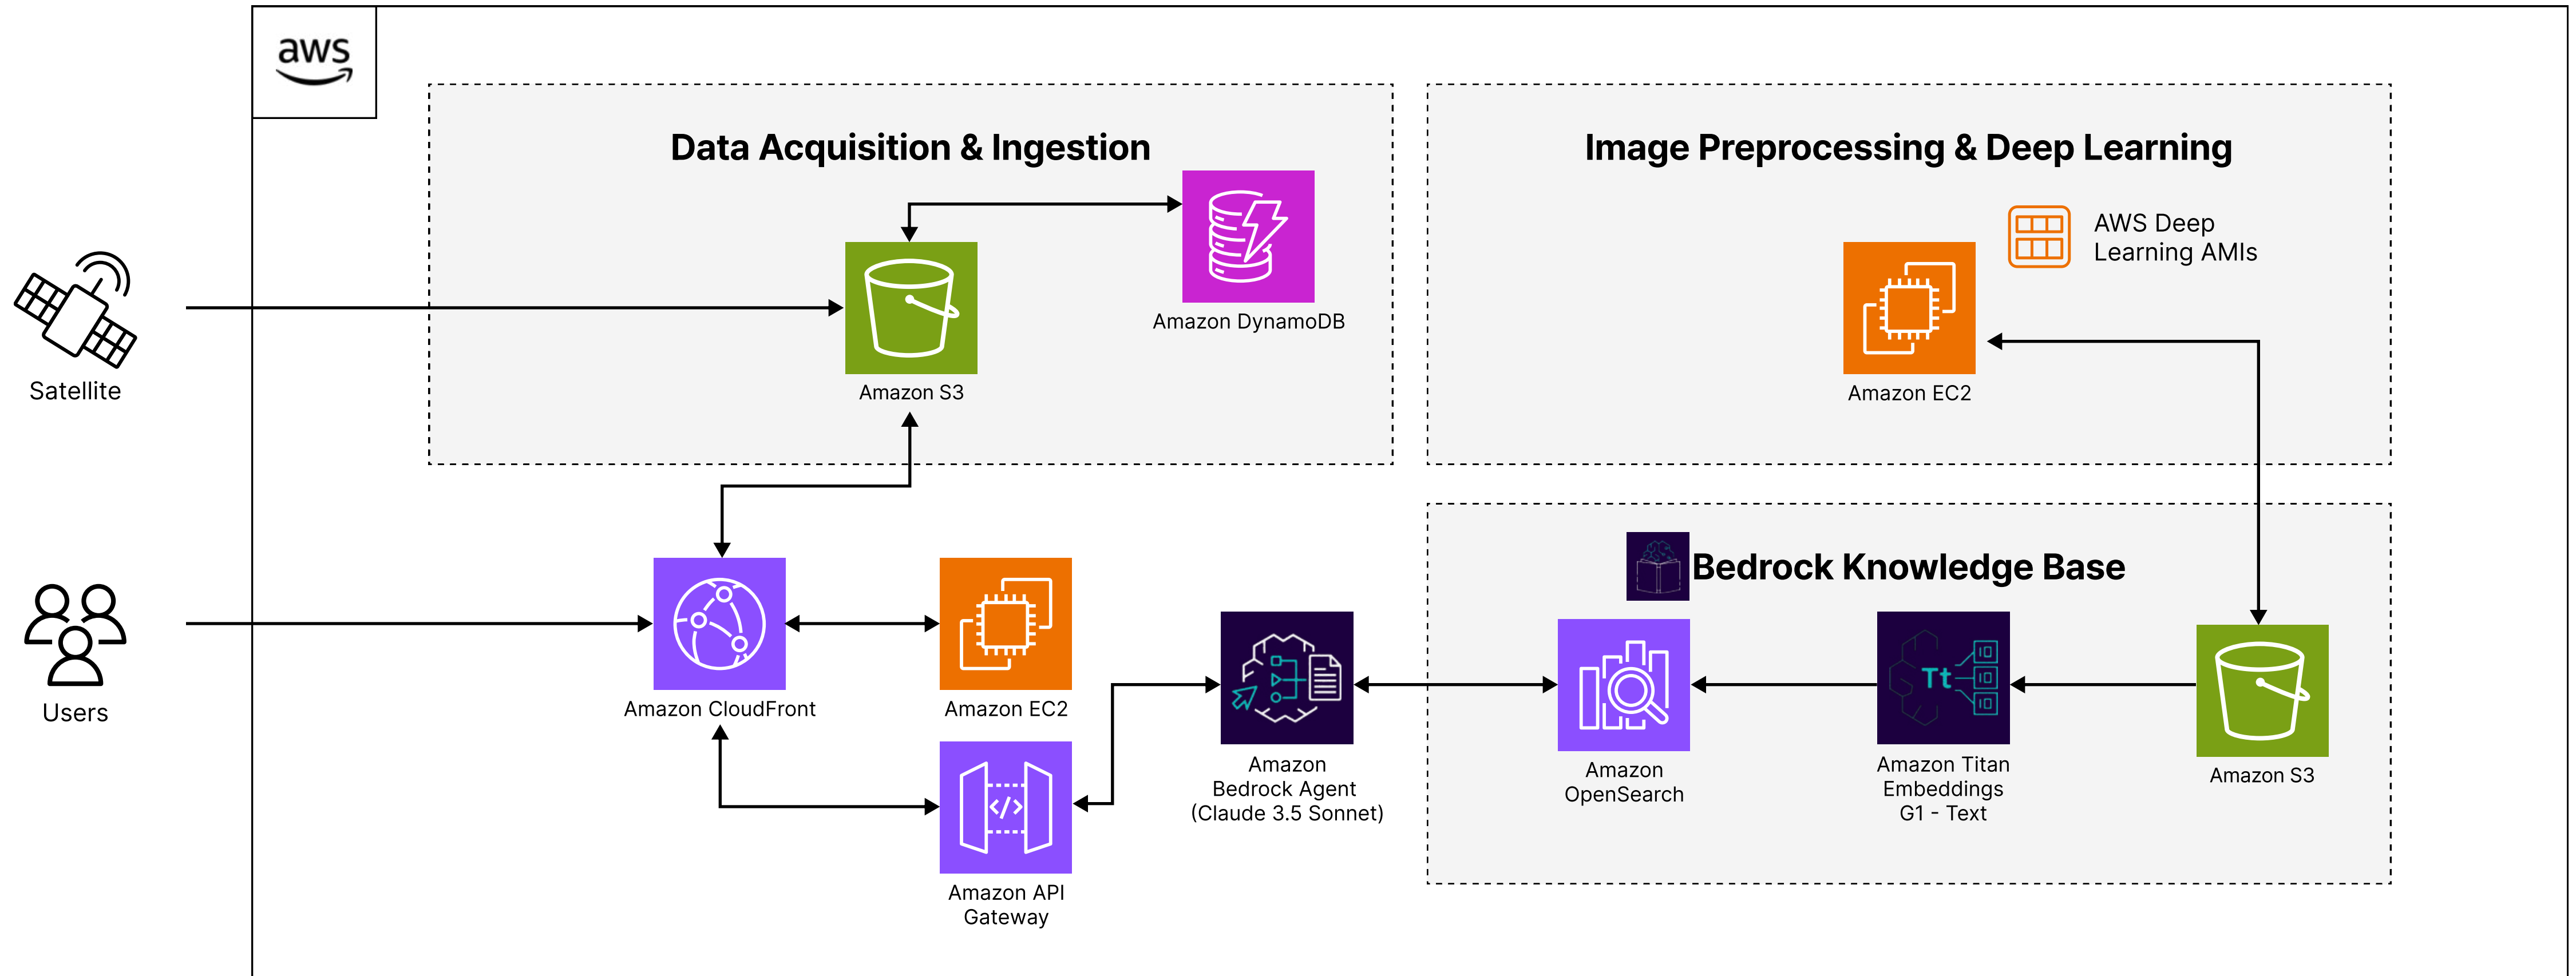 aws
Data Acquisition & Ingestion
Image Preprocessing & Deep Learning
AWS Deep
Learning AMIs
Amazon DynamoDB
Satellite
Amazon S3
Amazon EC2
Bedrock Knowledge Base
Users
Amazon CloudFront
Amazon EC2
Tt
Amazon
Bedrock Agent
(Claude 3.5 Sonnet)
Amazon
OpenSearch
Amazon Titan
Embeddings
G1 - Text
Amazon S3
</>
Amazon API
Gateway